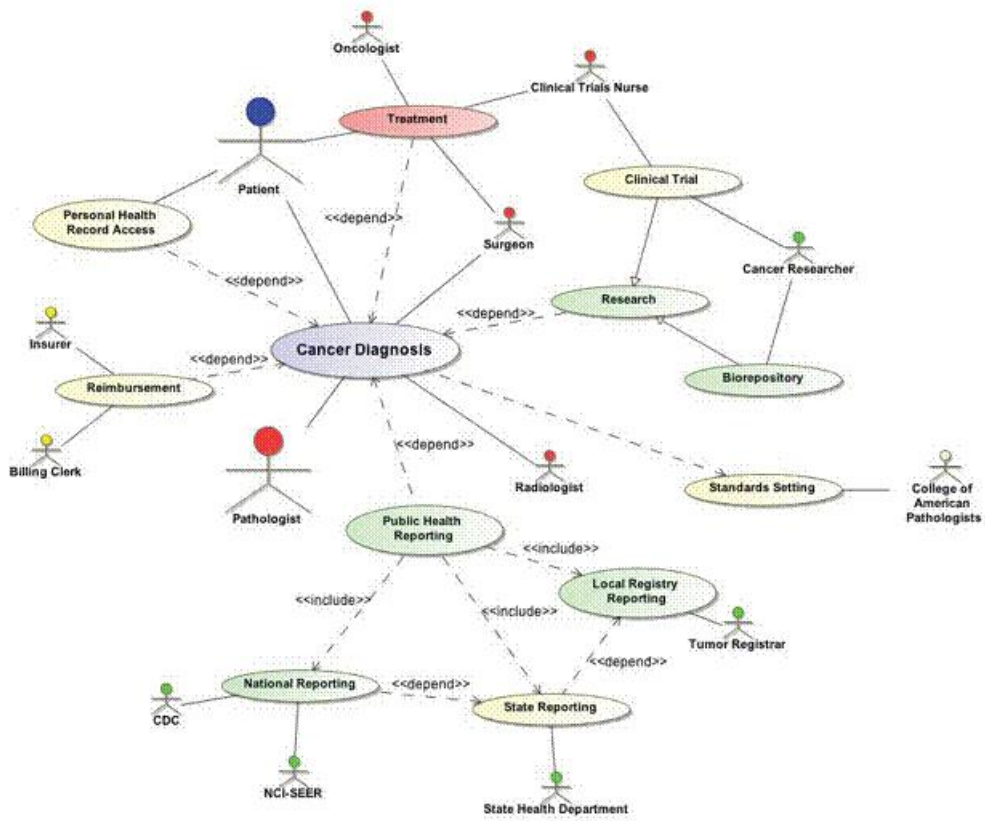 Oncologist
Clinical Trials Nurse
Treatment
Patient
Clinical Trial
Personal Health
Record Access
<<depend>>
Surgeon
Cancer Researcher
<<depend>>
Research
<<depend>>
Insurer
Cancer Diagnosis
<<depend>>
Reimbursement
Biorepository
<<depend>>
Billing Clerk
Radiologist
Standards Setting
College of
American
Pathologists
Pathologist
Public Health
Reporting
<<include>>
Local Registry
Reporting
<<include>>
<<include>>
Tumor Registrar
<<depend>>
National Reporting
<<depend>>
State Reporting
CDC
NCI-SEER
State Health Department